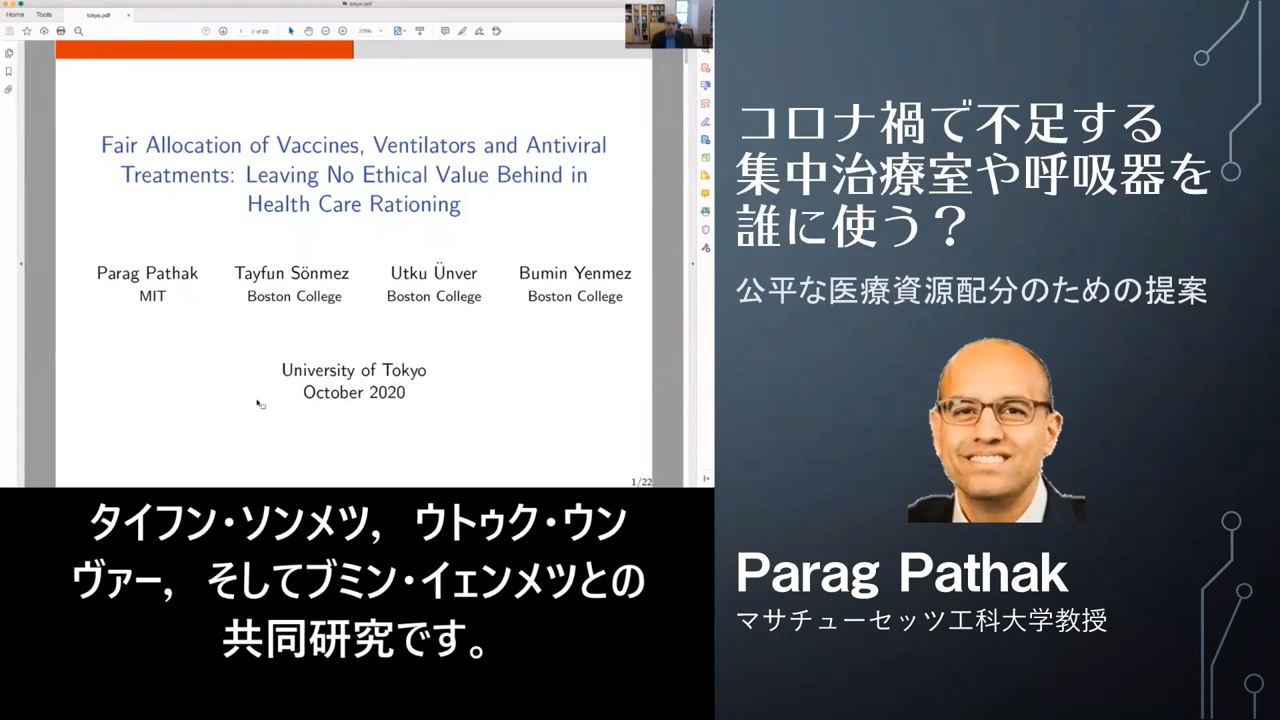 tokyo.pdf
Home Tools tokyo.pdf ×
Fair Allocation of Vaccines, Ventilators and Antiviral
Treatments: Leaving No Ethical Value Behind in
Health Care Rationing
Parag Pathak Tayfun Sönmez Utku Ünver Bumin Yenmez
MIT Boston College Boston College Boston College
University of Tokyo
October 2020
1/22
タイフン・ソンメツ, ウトゥク・ウン
ヴァー, そしてブミン・イェンメツとの
共同研究です。
コロナ禍で不足する
集中治療室や呼吸器を
誰に使う？
公平な医療資源配分のための提案
Parag Pathak
マサチューセッツ工科大学教授